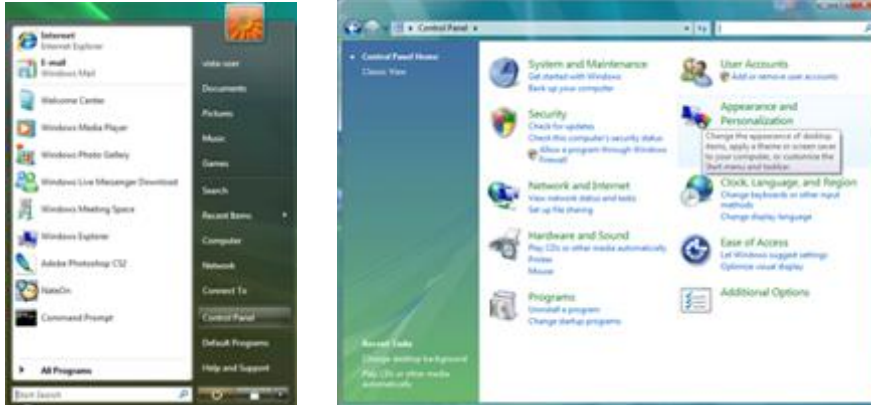 Internet
Internet Explorer
E-mail
Windows Mail
Welcome Center
Windows Media Player
Windows Photo Gallery
Windows Live Messenger Download
Windows Meeting Space
Windows Explorer
Adobe Photoshop CS2
NateOn
Command Prompt
All Programs
Start Search
vista user
Documents
Pictures
Music
Games
Search
Recent Items
Computer
Network
Connect To
Control Panel
Default Programs
Help and Support
Control Panel
Control Panel Home
Classic View
System and Maintenance
Get started with Windows
Back up your computer
Security
Check for updates
Check this computer's security status
Allow a program through Windows
Firewall
Network and Internet
View network status and tasks
Set up file sharing
Hardware and Sound
Play CDs or other media automatically
Printer
Mouse
Programs
Uninstall a program
Change startup programs
User Accounts
Add or remove user accounts
Appearance and
Personalization
Change the appearance of desktop
items, apply a theme or screen saver
to your computer, or customize the
Start menu and taskbar.
Clock, Language, and Region
Change keyboards or other input
methods
Change display language
Ease of Access
Let Windows suggest settings
Optimize visual display
Additional Options
Recent Tasks
Change desktop background
Play CDs or other media
automatically